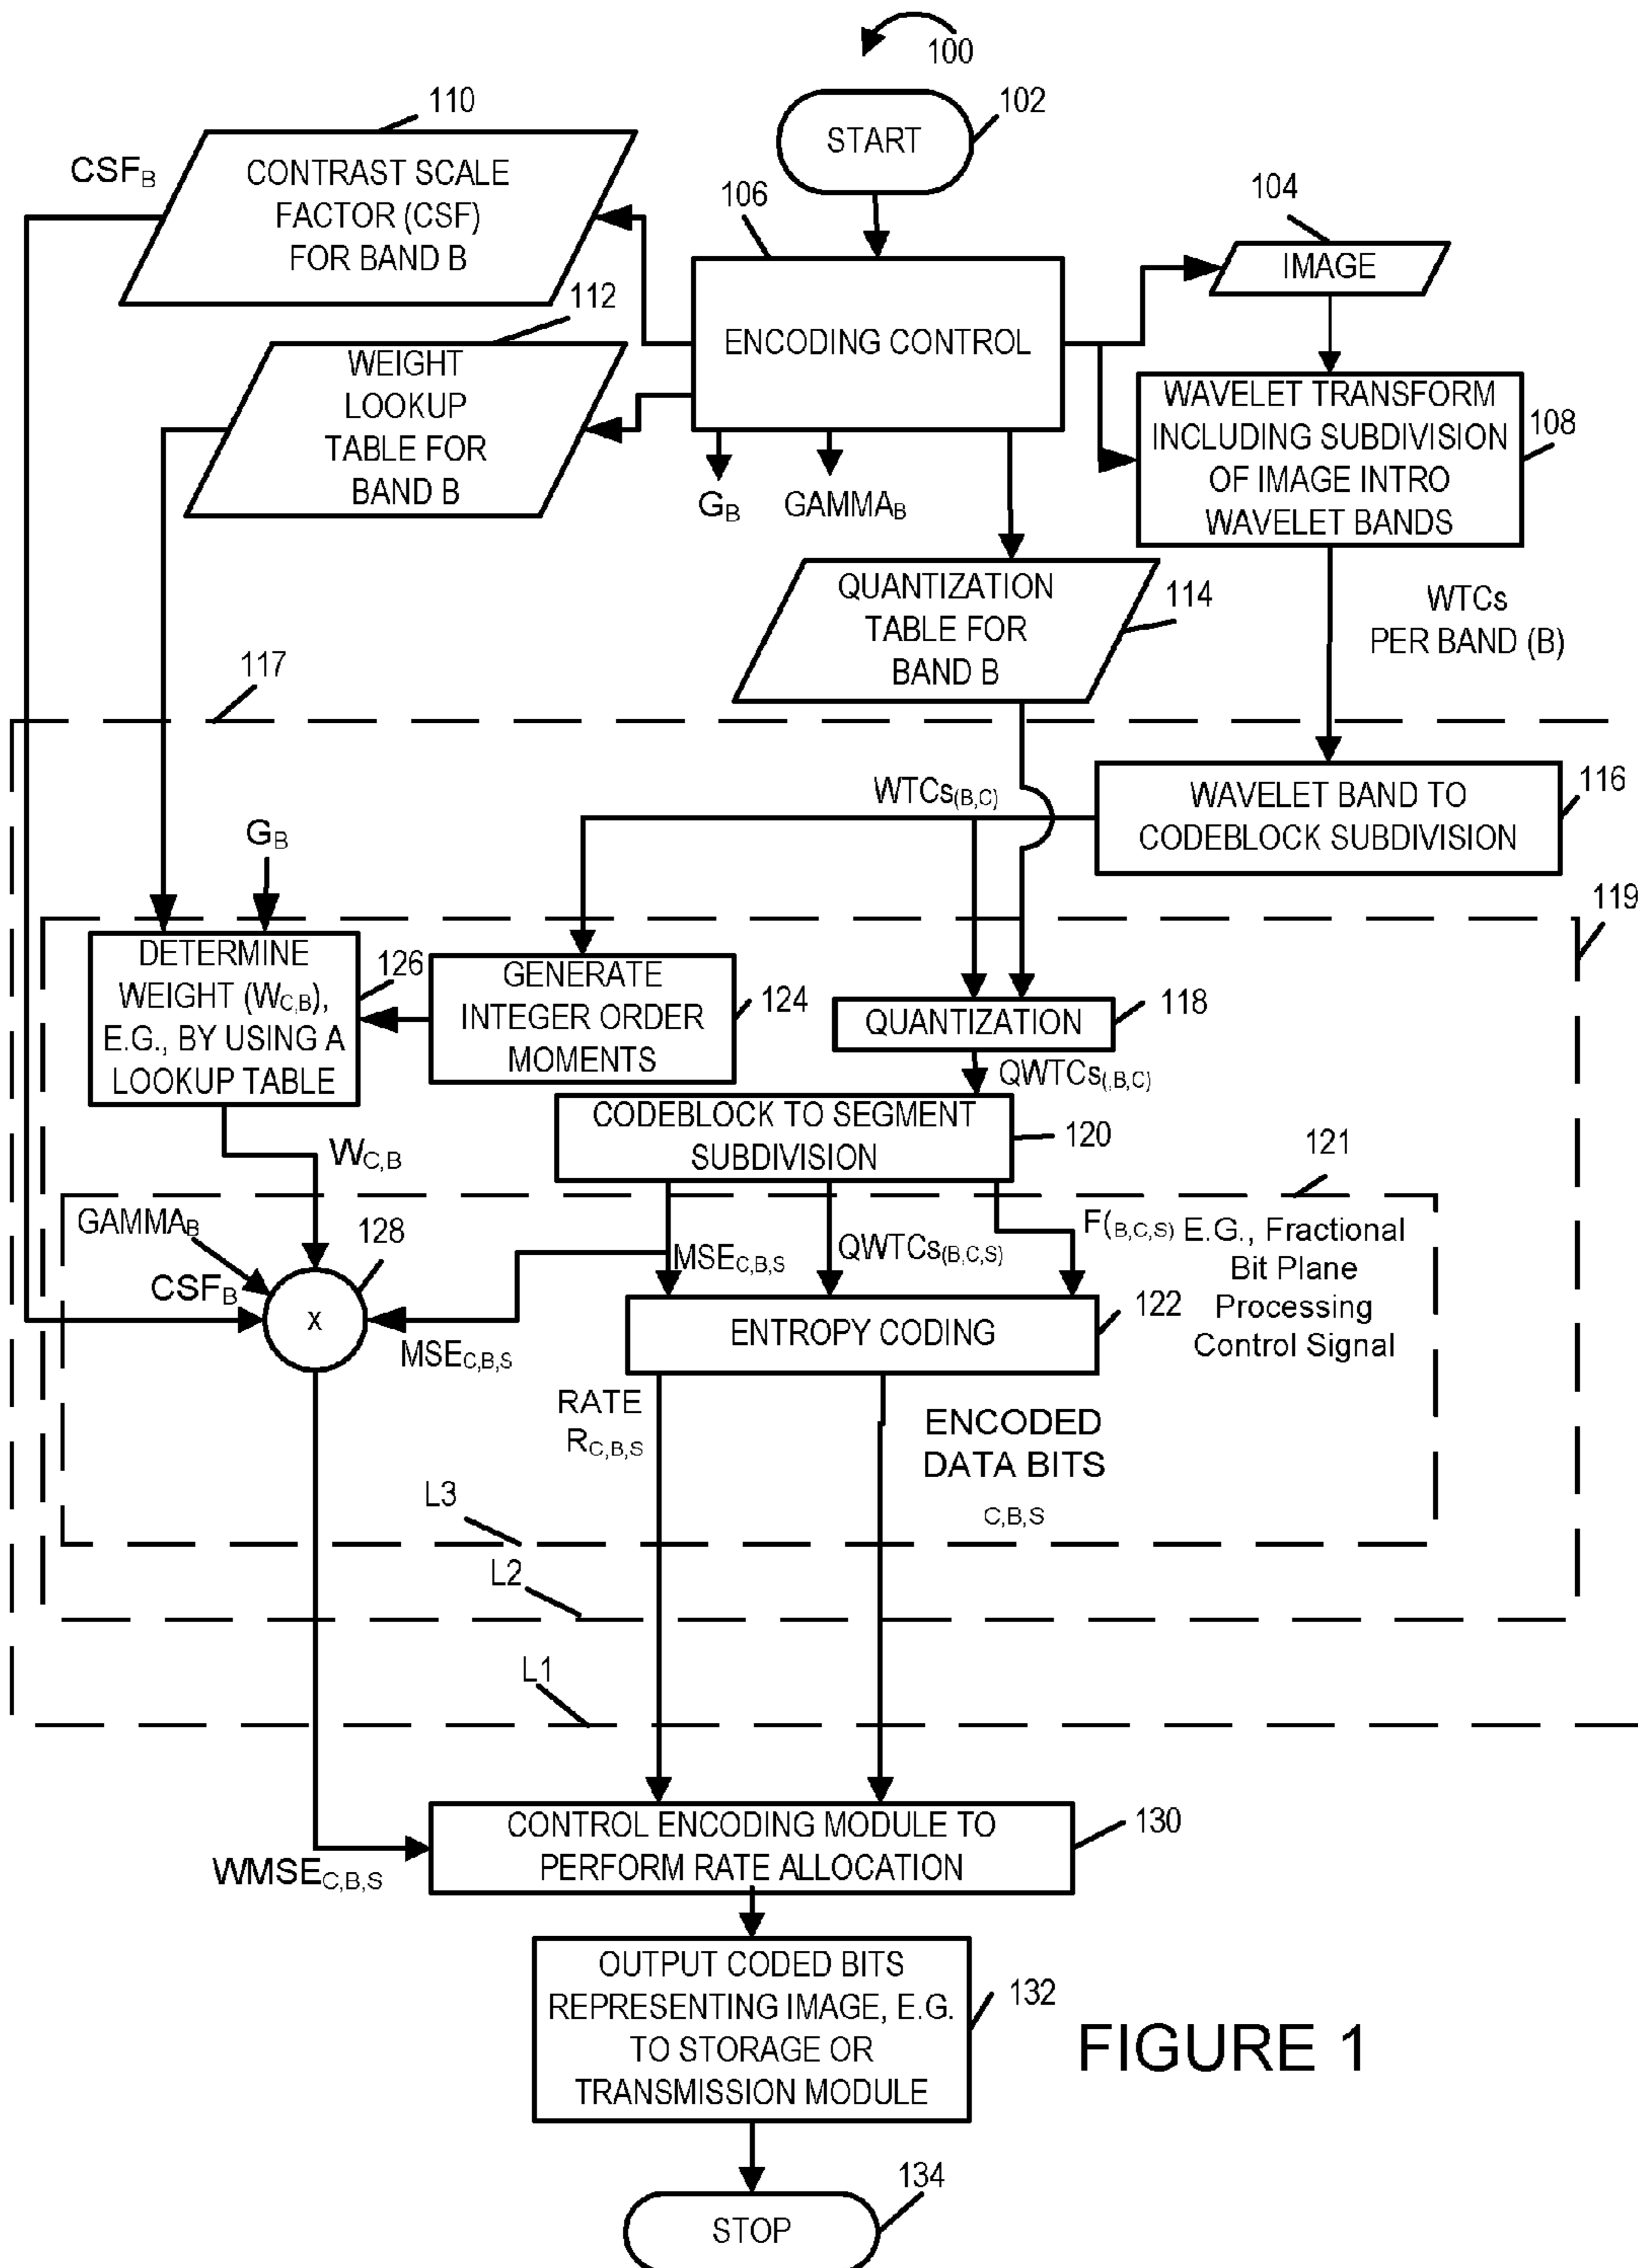 100
102
START
110
CSF_B
CONTRAST SCALE
FACTOR (CSF)
FOR BAND B
106
ENCODING CONTROL
104
IMAGE
112
WEIGHT
LOOKUP
TABLE FOR
BAND B
WAVELET TRANSFORM
INCLUDING SUBDIVISION
OF IMAGE INTRO
WAVELET BANDS
108
G_B
GAMMA_B
QUANTIZATION
TABLE FOR
BAND B
114
WTCs
PER BAND (B)
117
WTCs(B,C)
WAVELET BAND TO
CODEBLOCK SUBDIVISION
116
G_B
119
DETERMINE
WEIGHT (W_C,B),
E.G., BY USING A
LOOKUP TABLE
126
GENERATE
INTEGER ORDER
MOMENTS
124
QUANTIZATION
118
QWTCs(,B,C)
CODEBLOCK TO SEGMENT
SUBDIVISION
120
W_C,B
121
GAMMA_B
128
CSF_B
X
MSE_C,B,S
MSE_C,B,S
QWTCs(B,C,S)
F(B,C,S) E.G., Fractional
Bit Plane
Processing
Control Signal
ENTROPY CODING
122
RATE
R_C,B,S
ENCODED
DATA BITS
C,B,S
L3
L2
L1
CONTROL ENCODING MODULE TO
PERFORM RATE ALLOCATION
130
WMSE_C,B,S
OUTPUT CODED BITS
REPRESENTING IMAGE, E.G.
TO STORAGE OR
TRANSMISSION MODULE
132
FIGURE 1
134
STOP